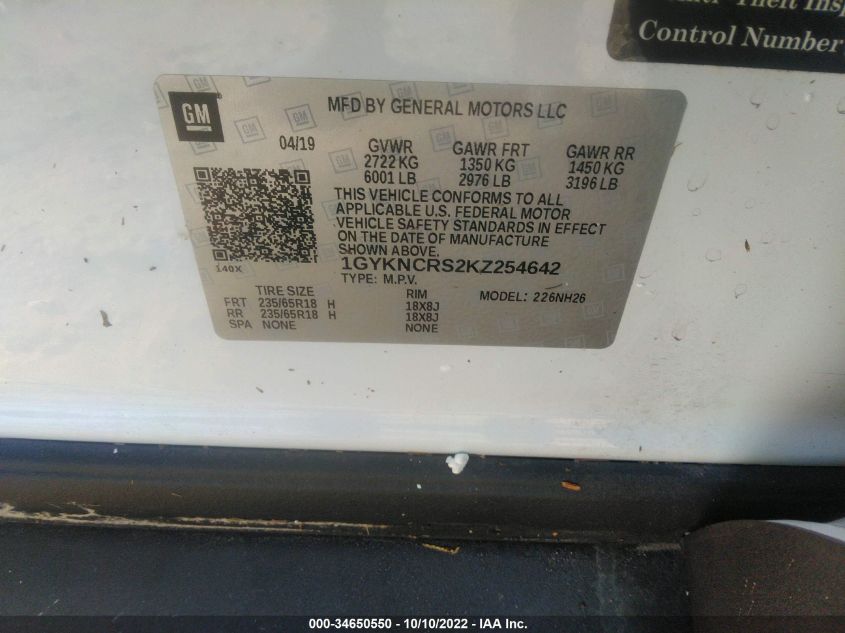 Theft Insp
Control Number
GM
MFD BY GENERAL MOTORS LLC
04/19 GVWR GAWR FRT GAWR RR
2722 KG 1350 KG 1450 KG
6001 LB 2976 LB 3196 LB
THIS VEHICLE CONFORMS TO ALL
APPLICABLE U.S. FEDERAL MOTOR
VEHICLE SAFETY STANDARDS IN EFFECT
ON THE DATE OF MANUFACTURE
SHOWN ABOVE.
140X 1GYKNCRS2KZ254642
TYPE: M.P.V.
TIRE SIZE RIM MODEL: 226NH26
FRT 235/65R18 H 18X8J
RR 235/65R18 H 18X8J
SPA NONE NONE
000-34650550 - 10/10/2022 - IAA Inc.